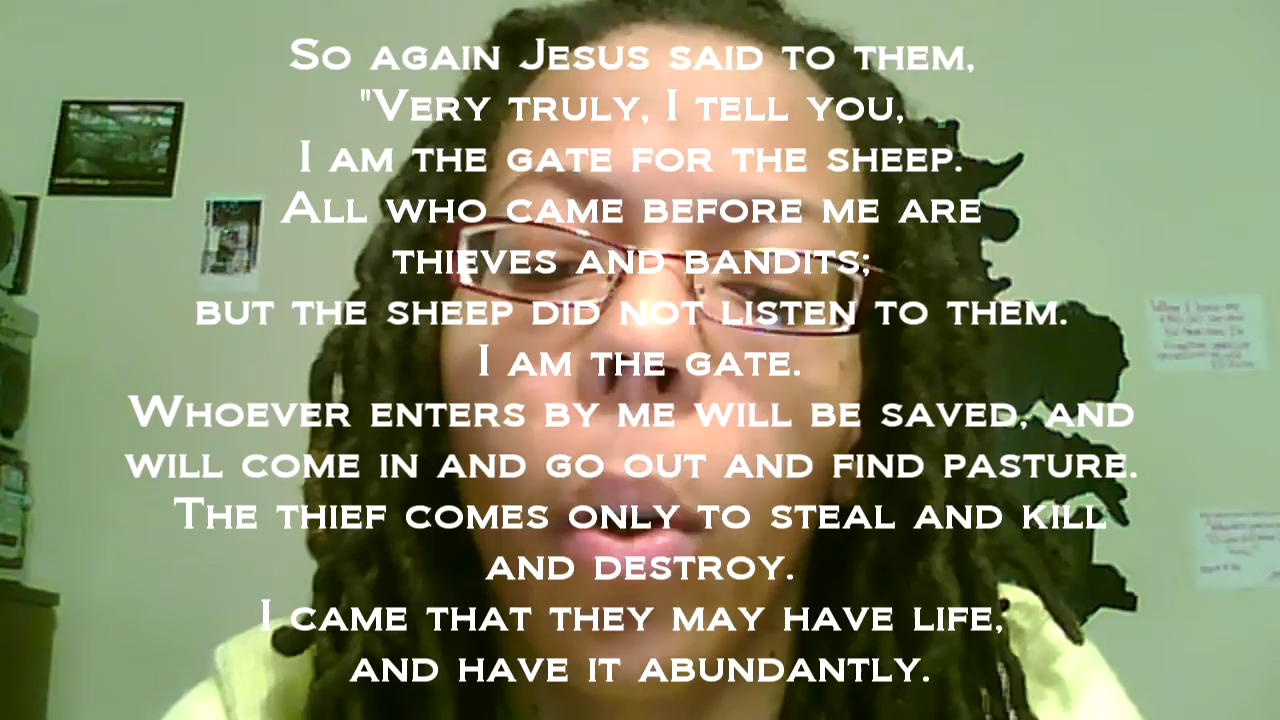 So again Jesus said to them,
"Very truly, I tell you,
I am the gate for the sheep.
All who came before me are
thieves and bandits;
but the sheep did not listen to them.
I am the gate.
Whoever enters by me will be saved, and
will come in and go out and find pasture.
The thief comes only to steal and kill
and destroy.
I came that they may have life,
and have it abundantly.